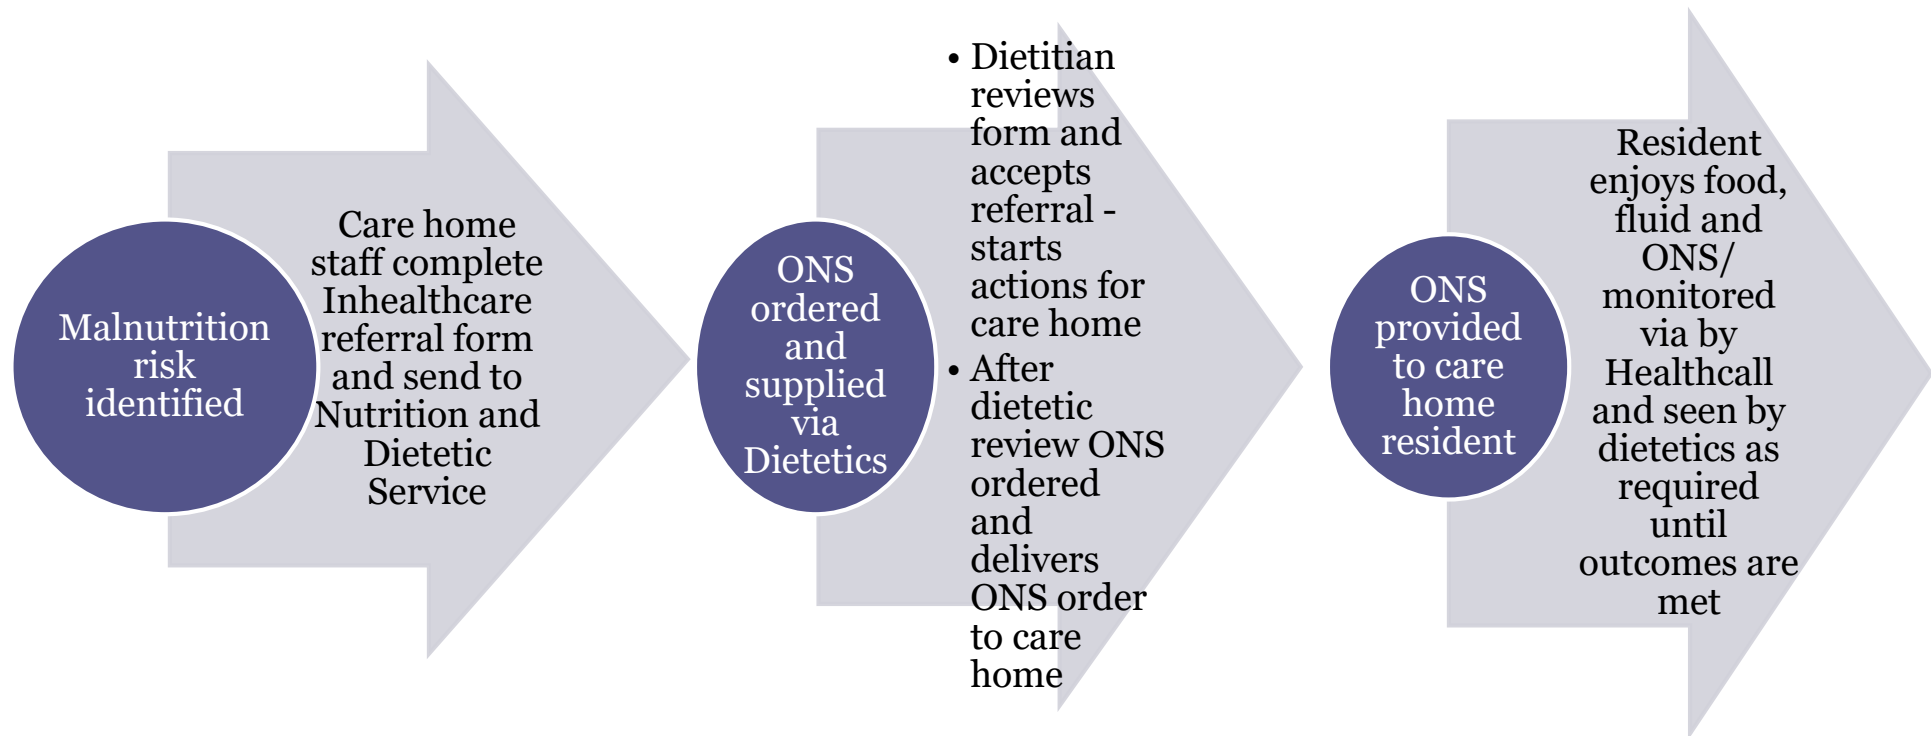 Malnutrition
risk
identified
Care home
staff complete
Inhealthcare
referral form
and send to
Nutrition and
Dietetic
Service
ONS
ordered
and
supplied
via
Dietetics
• Dietitian
reviews
form and
accepts
referral -
starts
actions for
care home
• After
dietetic
review ONS
ordered
and
delivers
ONS order
to care
home
ONS
provided
to care
home
resident
Resident
enjoys food,
fluid and
ONS/
monitored
via by
Healthcall
and seen by
dietetics as
required
until
outcomes are
met